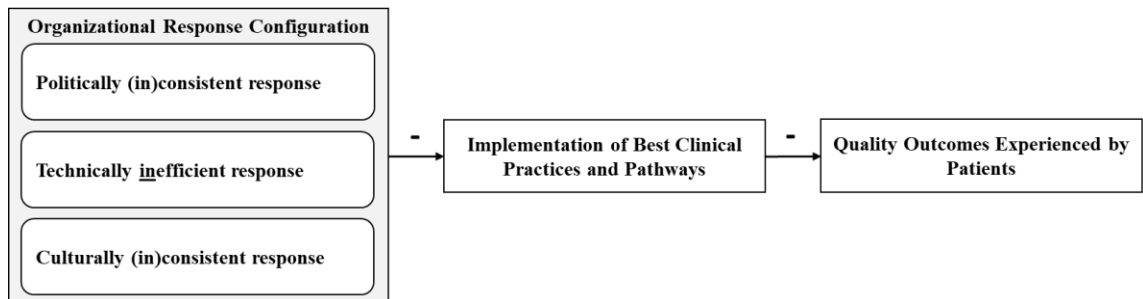 Organizational Response Configuration
Politically (in)consistent response
Technically inefficient response
Culturally (in)consistent response
-
Implementation of Best Clinical
Practices and Pathways
-
Quality Outcomes Experienced by
Patients